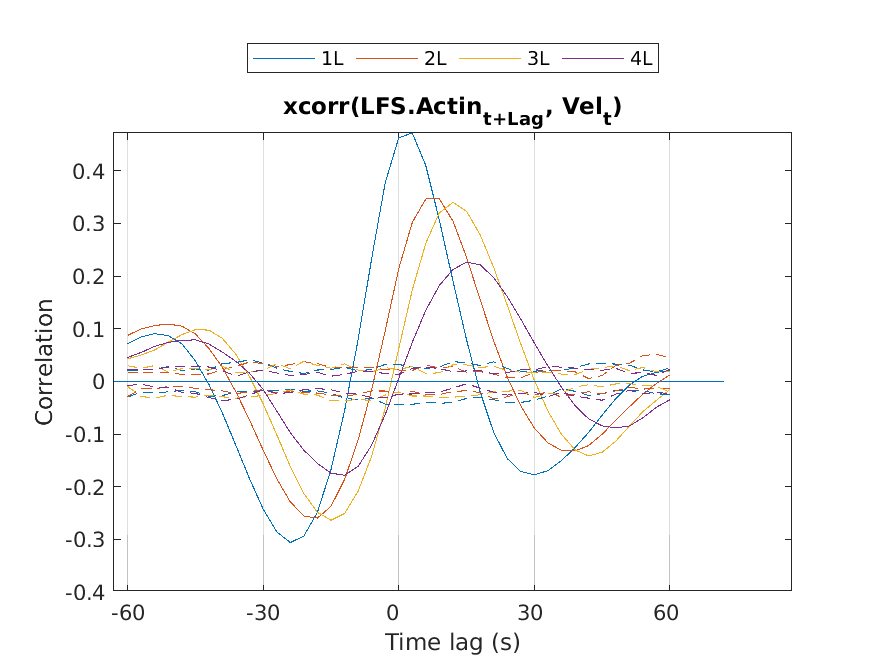 1L 2L 3L 4L
xcorr(LFS.Actin_{t+Lag}, Vel_t)
0.4
0.3
0.2
0.1
0
-0.1
-0.2
-0.3
-0.4
Correlation
-60 -30 0 30 60
Time lag (s)